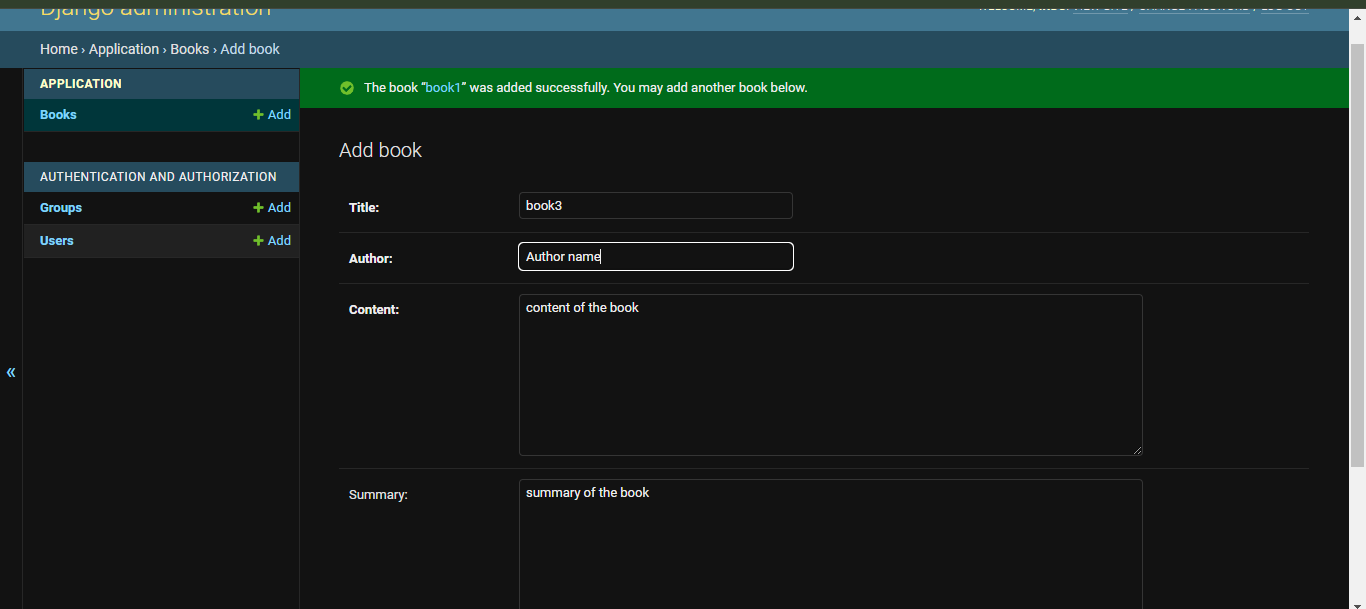 Django administration
Home › Application › Books › Add book
APPLICATION
Books
Add
AUTHENTICATION AND AUTHORIZATION
Groups
Add
Users
Add
«
The book “book1” was added successfully. You may add another book below.
Add book
Title:
book3
Author:
Author name
Content:
content of the book
Summary:
summary of the book